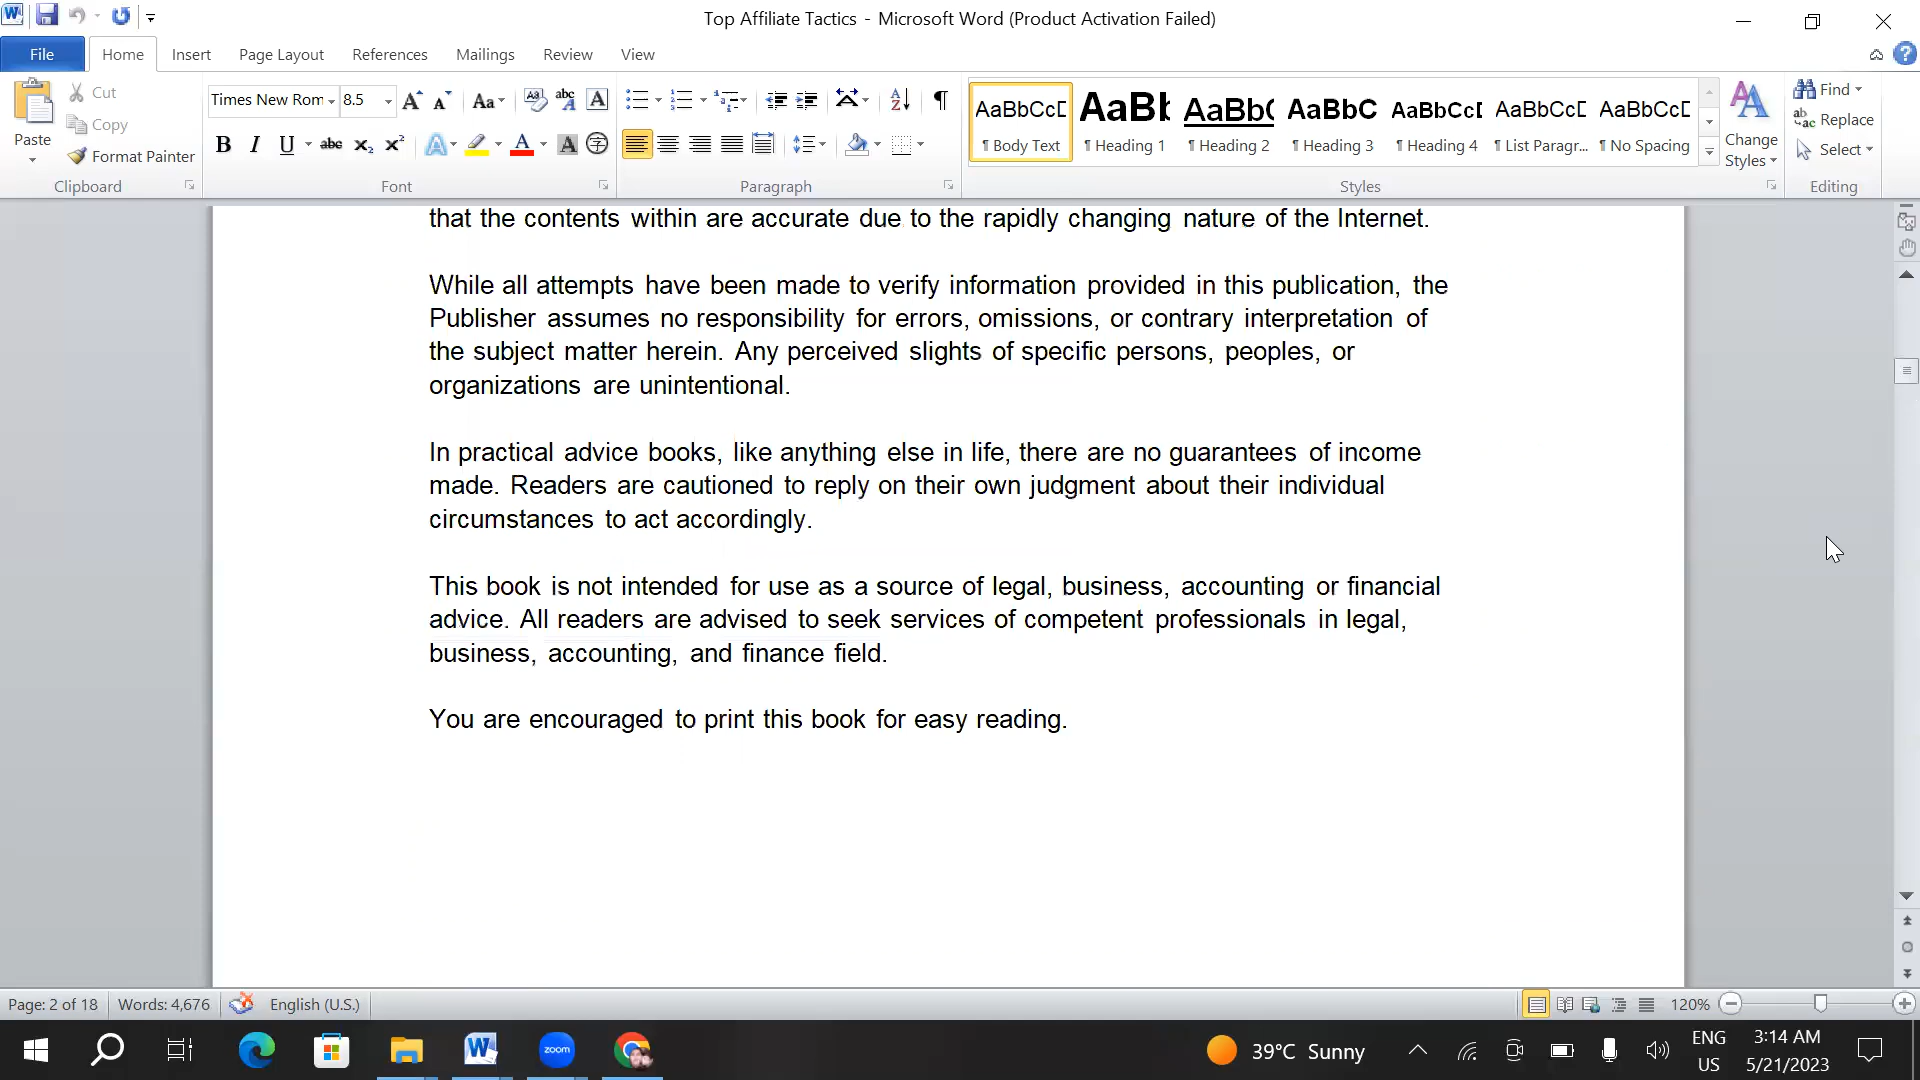 Top Affiliate Tactics - Microsoft Word (Product Activation Failed)
File Home Insert Page Layout References Mailings Review View
Paste
Cut
Copy
Format Painter
Clipboard
Times New Rom 8.5
Font
Paragraph
AaBbCcD AaBb AaBb( AaBbC AaBbCcD AaBbCcD AaBbCcD
¶ Body Text ¶ Heading 1 ¶ Heading 2 ¶ Heading 3 ¶ Heading 4 ¶ List Paragr... ¶ No Spacing
Styles
Change
Styles
Find
Replace
Select
Editing
that the contents within are accurate due to the rapidly changing nature of the Internet.
While all attempts have been made to verify information provided in this publication, the
Publisher assumes no responsibility for errors, omissions, or contrary interpretation of
the subject matter herein. Any perceived slights of specific persons, peoples, or
organizations are unintentional.
In practical advice books, like anything else in life, there are no guarantees of income
made. Readers are cautioned to reply on their own judgment about their individual
circumstances to act accordingly.
This book is not intended for use as a source of legal, business, accounting or financial
advice. All readers are advised to seek services of competent professionals in legal,
business, accounting, and finance field.
You are encouraged to print this book for easy reading.
Page: 2 of 18 Words: 4,676 English (U.S.) 120%
zoom
39°C Sunny
ENG
US
3:14 AM
5/21/2023